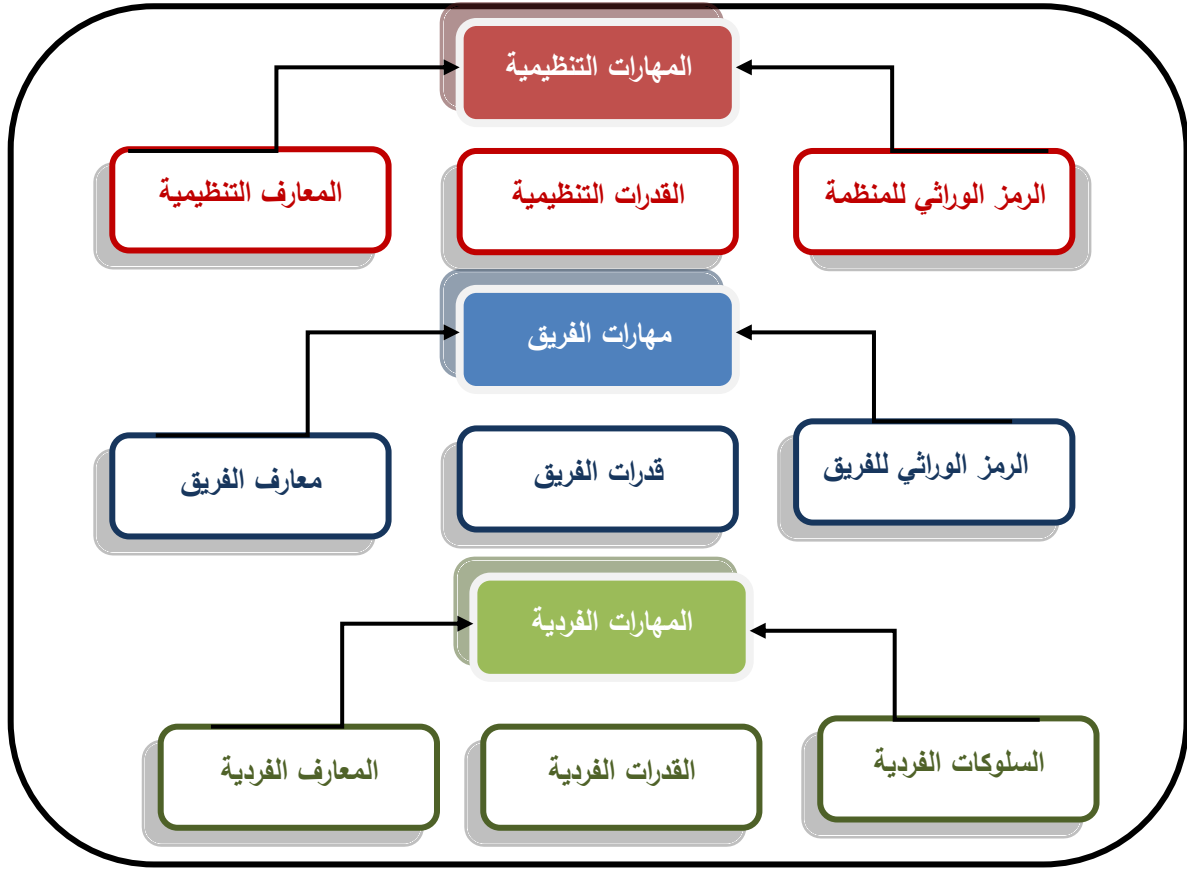 المهارات التنظيمية
الرمز الوراثي للمنظمة
القدرات التنظيمية
المعارف التنظيمية
مهارات الفريق
الرمز الوراثي للفريق
قدرات الفريق
معارف الفريق
المهارات الفردية
السلوكات الفردية
القدرات الفردية
المعارف الفردية